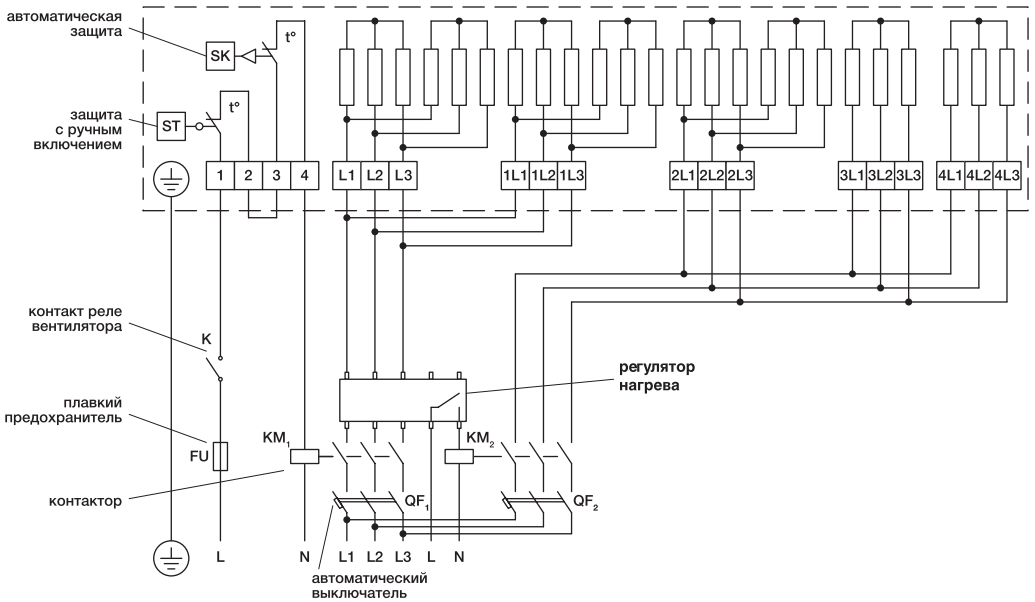 автоматическая
защита
SK
t°
ST
t°
защита
с ручным
включением
1 2 3 4
L1 L2 L3
1L1 1L2 1L3
2L1 2L2 2L3
3L1 3L2 3L3
4L1 4L2 4L3
контакт реле
вентилятора
K
регулятор
нагрева
плавкий
предохранитель
FU
KM1
KM2
контактор
QF1
QF2
L N L1 L2 L3 L N
автоматический
выключатель